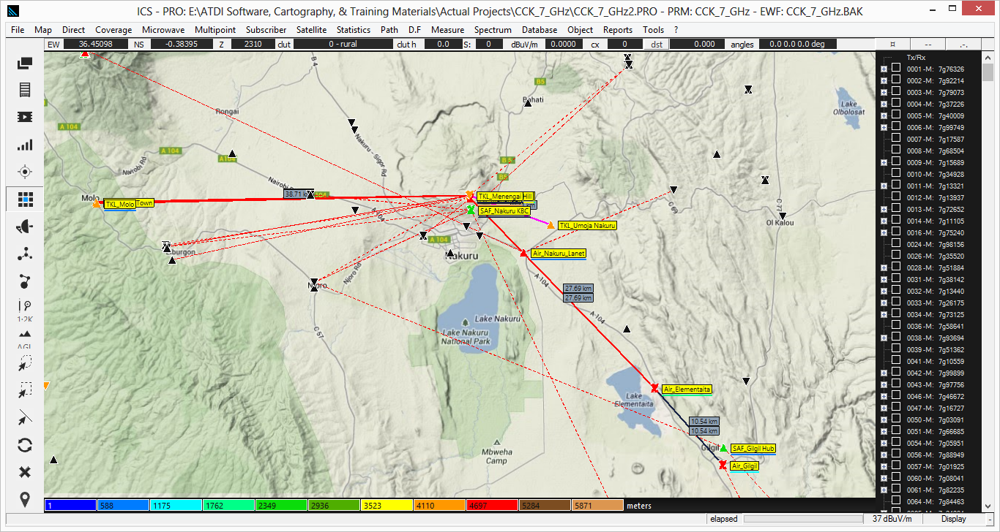 ICS - PRO: E:\ATDI Software, Cartography, & Training Materials\Actual Projects\CCK_7_GHz\CCK_7_GHz2.PRO - PRM: CCK_7_GHz - EWF: CCK_7_GHz.BAK
File Map Direct Coverage Microwave Multipoint Subscriber Satellite Statistics Path D.F Measure Spectrum Database Object Reports Tools ?
EW 36.45098 NS -0.38395 Z 2310 clut 0 - rural clut h 0.0 S: 0 dBuV/m 0.0000 cx 0 dst 0.000 angles 0.0 0.0 0.0 deg
Tx/Rx
0001 -M: 7g76326
0002 -M: 7g92214
0003 -M: 7g79073
0004 -M: 7g37226
0005 -M: 7g40009
0006 -M: 7g99749
0007 -M: 7g17587
0008 -M: 7g68504
0009 -M: 7g15689
0010 -M: 7g34928
0011 -M: 7g13321
0012 -M: 7g13937
0013 -M: 7g72652
0014 -M: 7g11105
0016 -M: 7g75240
0024 -M: 7g98156
0026 -M: 7g35520
0028 -M: 7g51884
0031 -M: 7g38142
0032 -M: 7g13440
0033 -M: 7g26175
0034 -M: 7g73125
0036 -M: 7g58641
0038 -M: 7g93694
0039 -M: 7g51362
0041 -M: 7g10559
0042 -M: 7g99899
0043 -M: 7g97756
0046 -M: 7g46672
0047 -M: 7g16727
0050 -M: 7g03091
0051 -M: 7g66685
0054 -M: 7g05951
0056 -M: 7g88949
0057 -M: 7g01925
0060 -M: 7g08041
0061 -M: 7g82235
0064 -M: 7g84463
1:2K
AGL
B 4
B5
Bahati
Lake
Olbolosat
Rongai
A 104
A 104
A104
Nairobi Rd
Nakuru - Sigor Rd
B 5
B5
Nairobi
38.71 km
Molo
TKL_Molo Town
TKL_Menengai Hill
SAF_Nakuru KBC
TKL_Umoja Nakuru
C 69
C 77
Ol Kalou
A 104
A 104
Nakuru
Air_Nakuru_Lanet
Njoro
Njoro Rd
A 104
27.69 km
27.69 km
A 104
C 57
Lake Nakuru
Lake Nakuru
National Park
Air_Elementaita
Lake
Elementaita
10.54 km
10.54 km
Mbweha
Camp
Gilgil
SAF_Gilgil Hub
Air_Gilgil
1 588 1175 1762 2349 2936 3523 4110 4697 5284 5871 meters
elapsed 37 dBuV/m Display